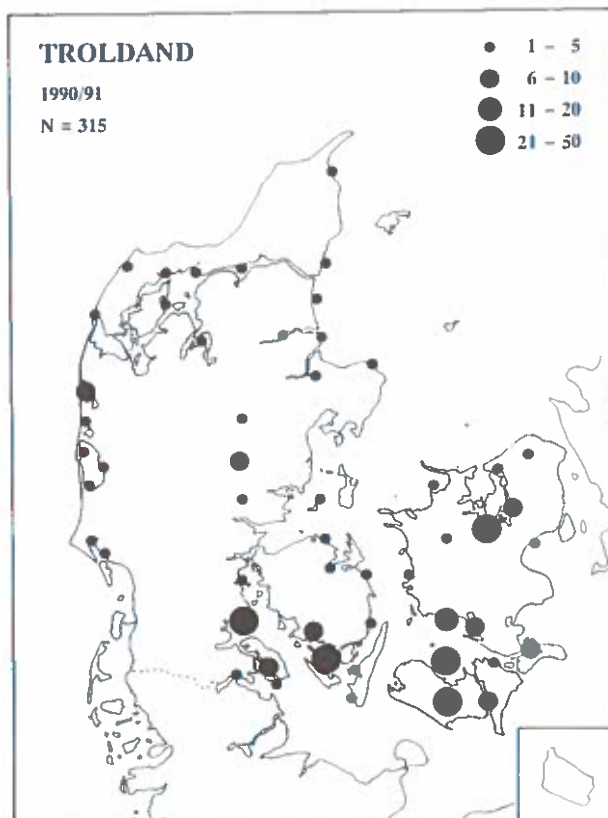 TROLDAND
1990/91
N = 315
1 – 5
6 – 10
11 – 20
21 – 50